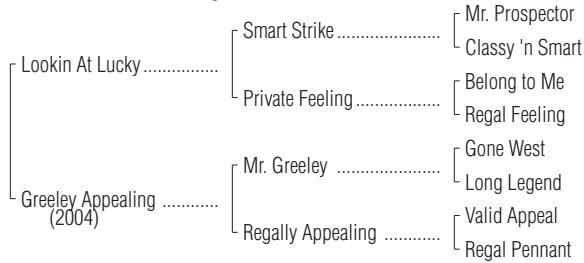 Mr. Prospector
Smart Strike ....................
Classy 'n Smart
Lookin At Lucky ...............
Belong to Me
Private Feeling .................
Regal Feeling
Gone West
Mr. Greeley ....................
Long Legend
Greeley Appealing ...........
(2004)
Valid Appeal
Regally Appealing ...........
Regal Pennant